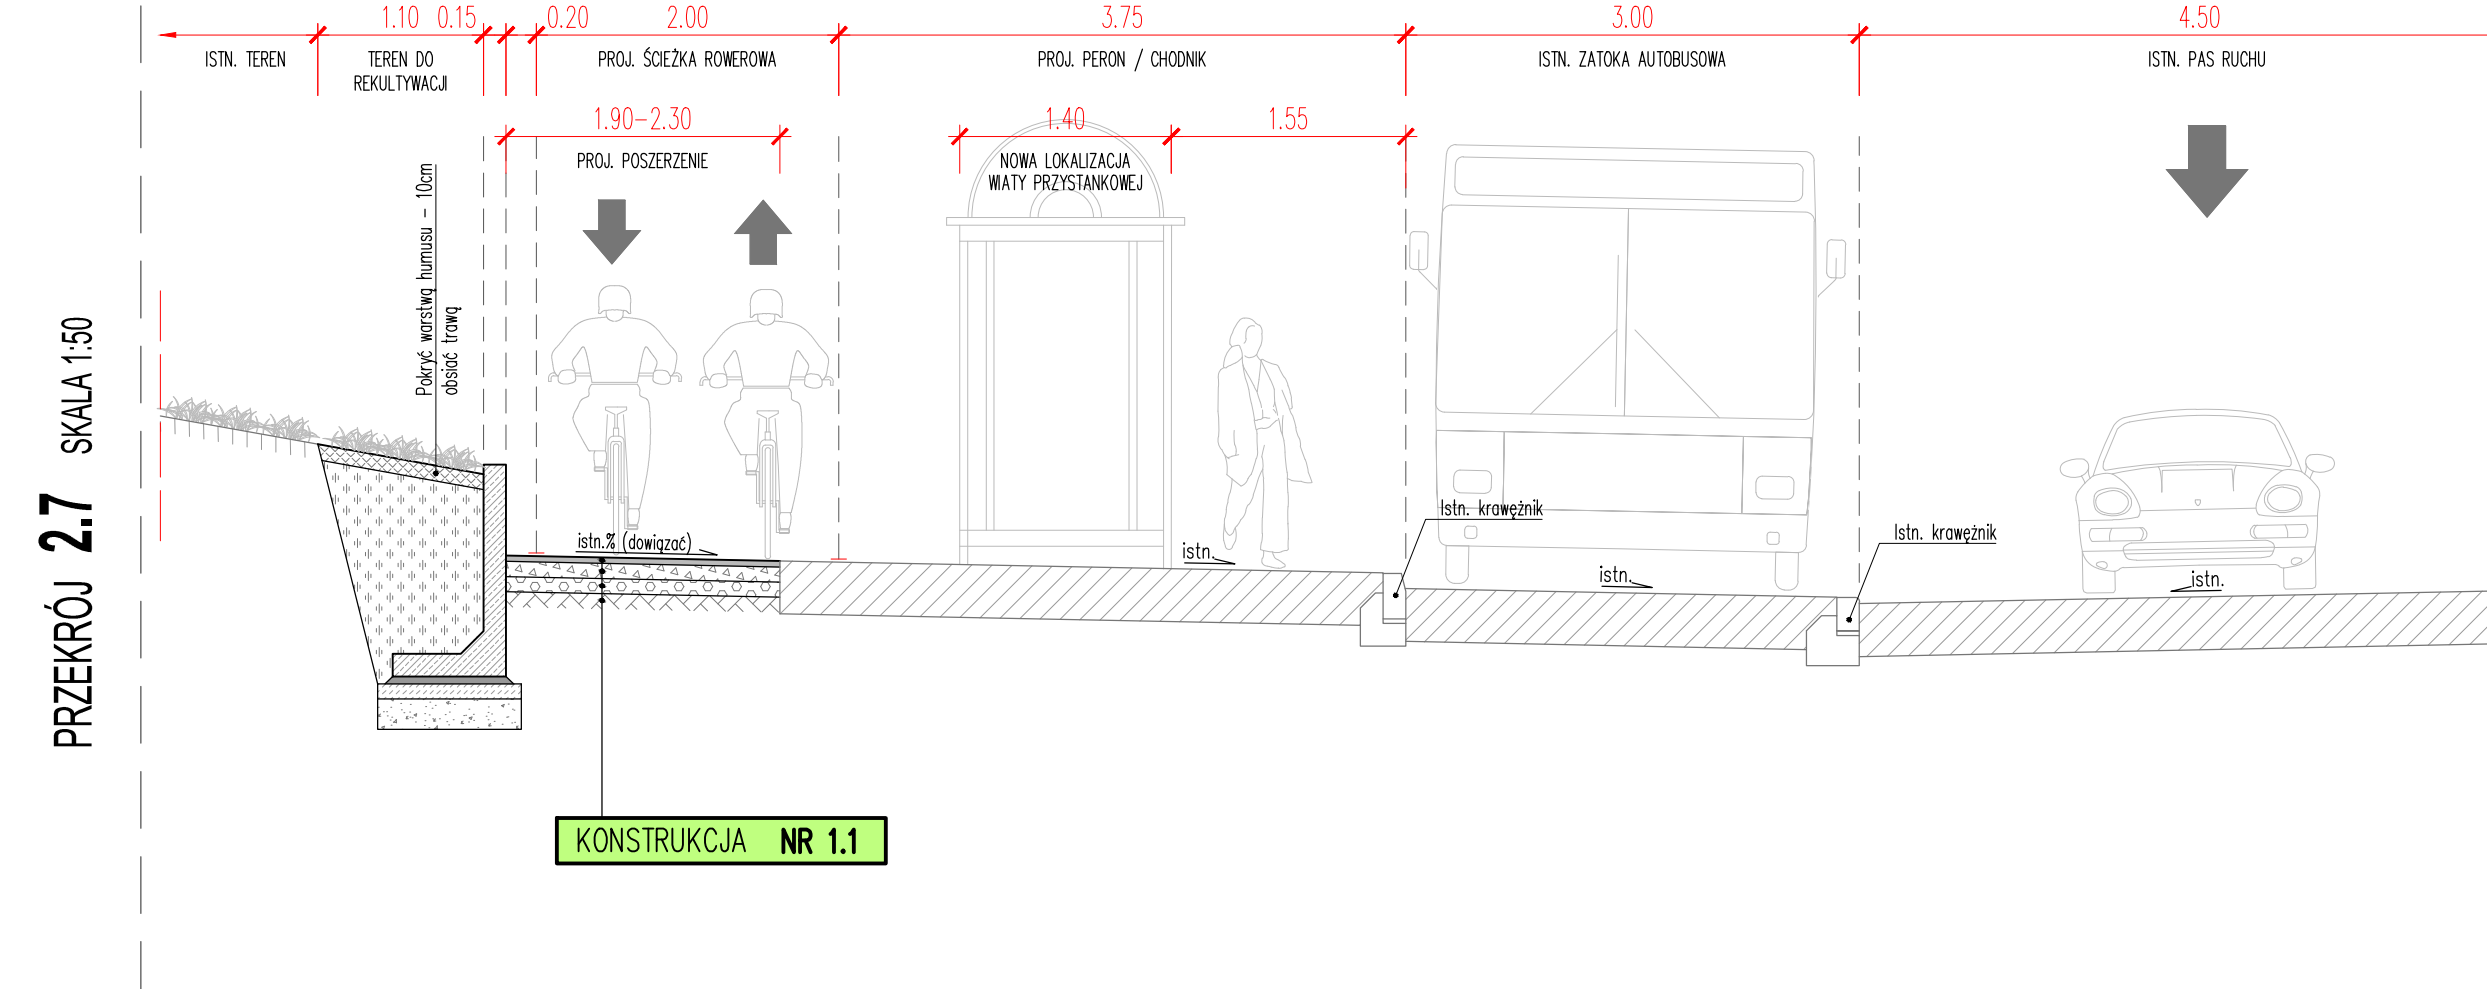 1.10 0.15 0.20 2.00 3.75 3.00 4.50
ISTN. TEREN
TEREN DO
REKULTYWACJI
PROJ. ŚCIEŻKA ROWEROWA
PROJ. PERON / CHODNIK
ISTN. ZATOKA AUTOBUSOWA
ISTN. PAS RUCHU
1.90-2.30
PROJ. POSZERZENIE
1.40
1.55
NOWA LOKALIZACJA
WIATY PRZYSTANKOWEJ
Pokryć warstwą humusu - 10cm
obsiać trawą
PRZEKRÓJ 2.7 SKALA 1:50
istn.% (dowiązać)
istn.
Istn. krawężnik
istn.
Istn. krawężnik
istn.
KONSTRUKCJA NR 1.1